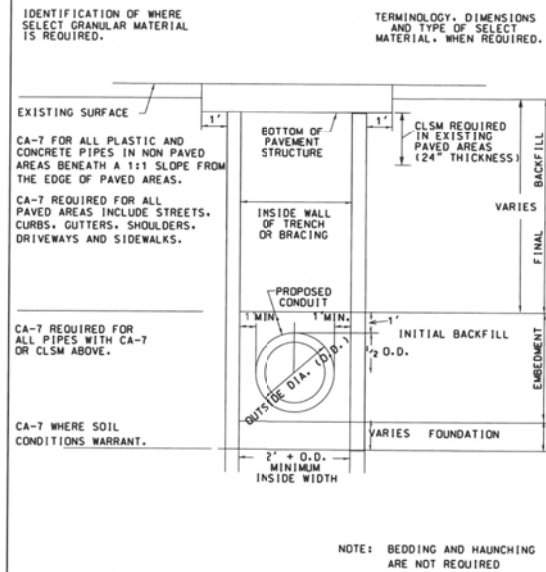 IDENTIFICATION OF WHERE
SELECT GRANULAR MATERIAL
IS REQUIRED.
TERMINOLOGY, DIMENSIONS
AND TYPE OF SELECT
MATERIAL, WHEN REQUIRED.
EXISTING SURFACE
1'
BOTTOM OF
PAVEMENT
STRUCTURE
1'
CLSM REQUIRED
IN EXISTING
PAVED AREAS
(24" THICKNESS)
CA-7 FOR ALL PLASTIC AND
CONCRETE PIPES IN NON PAVED
AREAS BENEATH A 1:1 SLOPE FROM
THE EDGE OF PAVED AREAS.
CA-7 REQUIRED FOR ALL
PAVED AREAS INCLUDE STREETS,
CURBS, GUTTERS, SHOULDERS,
DRIVEWAYS AND SIDEWALKS.
INSIDE WALL
OF TRENCH
OR BRACING
VARIES
FINAL BACKFILL
PROPOSED
CONDUIT
1 MIN.
1'MIN.
1'
INITIAL BACKFILL
1/2 O.D.
OUTSIDE DIA. (O.D.)
EMBEDMENT
CA-7 REQUIRED FOR
ALL PIPES WITH CA-7
OR CLSM ABOVE.
CA-7 WHERE SOIL
CONDITIONS WARRANT.
VARIES FOUNDATION
2' + O.D.
MINIMUM
INSIDE WIDTH
NOTE: BEDDING AND HAUNCHING
ARE NOT REQUIRED